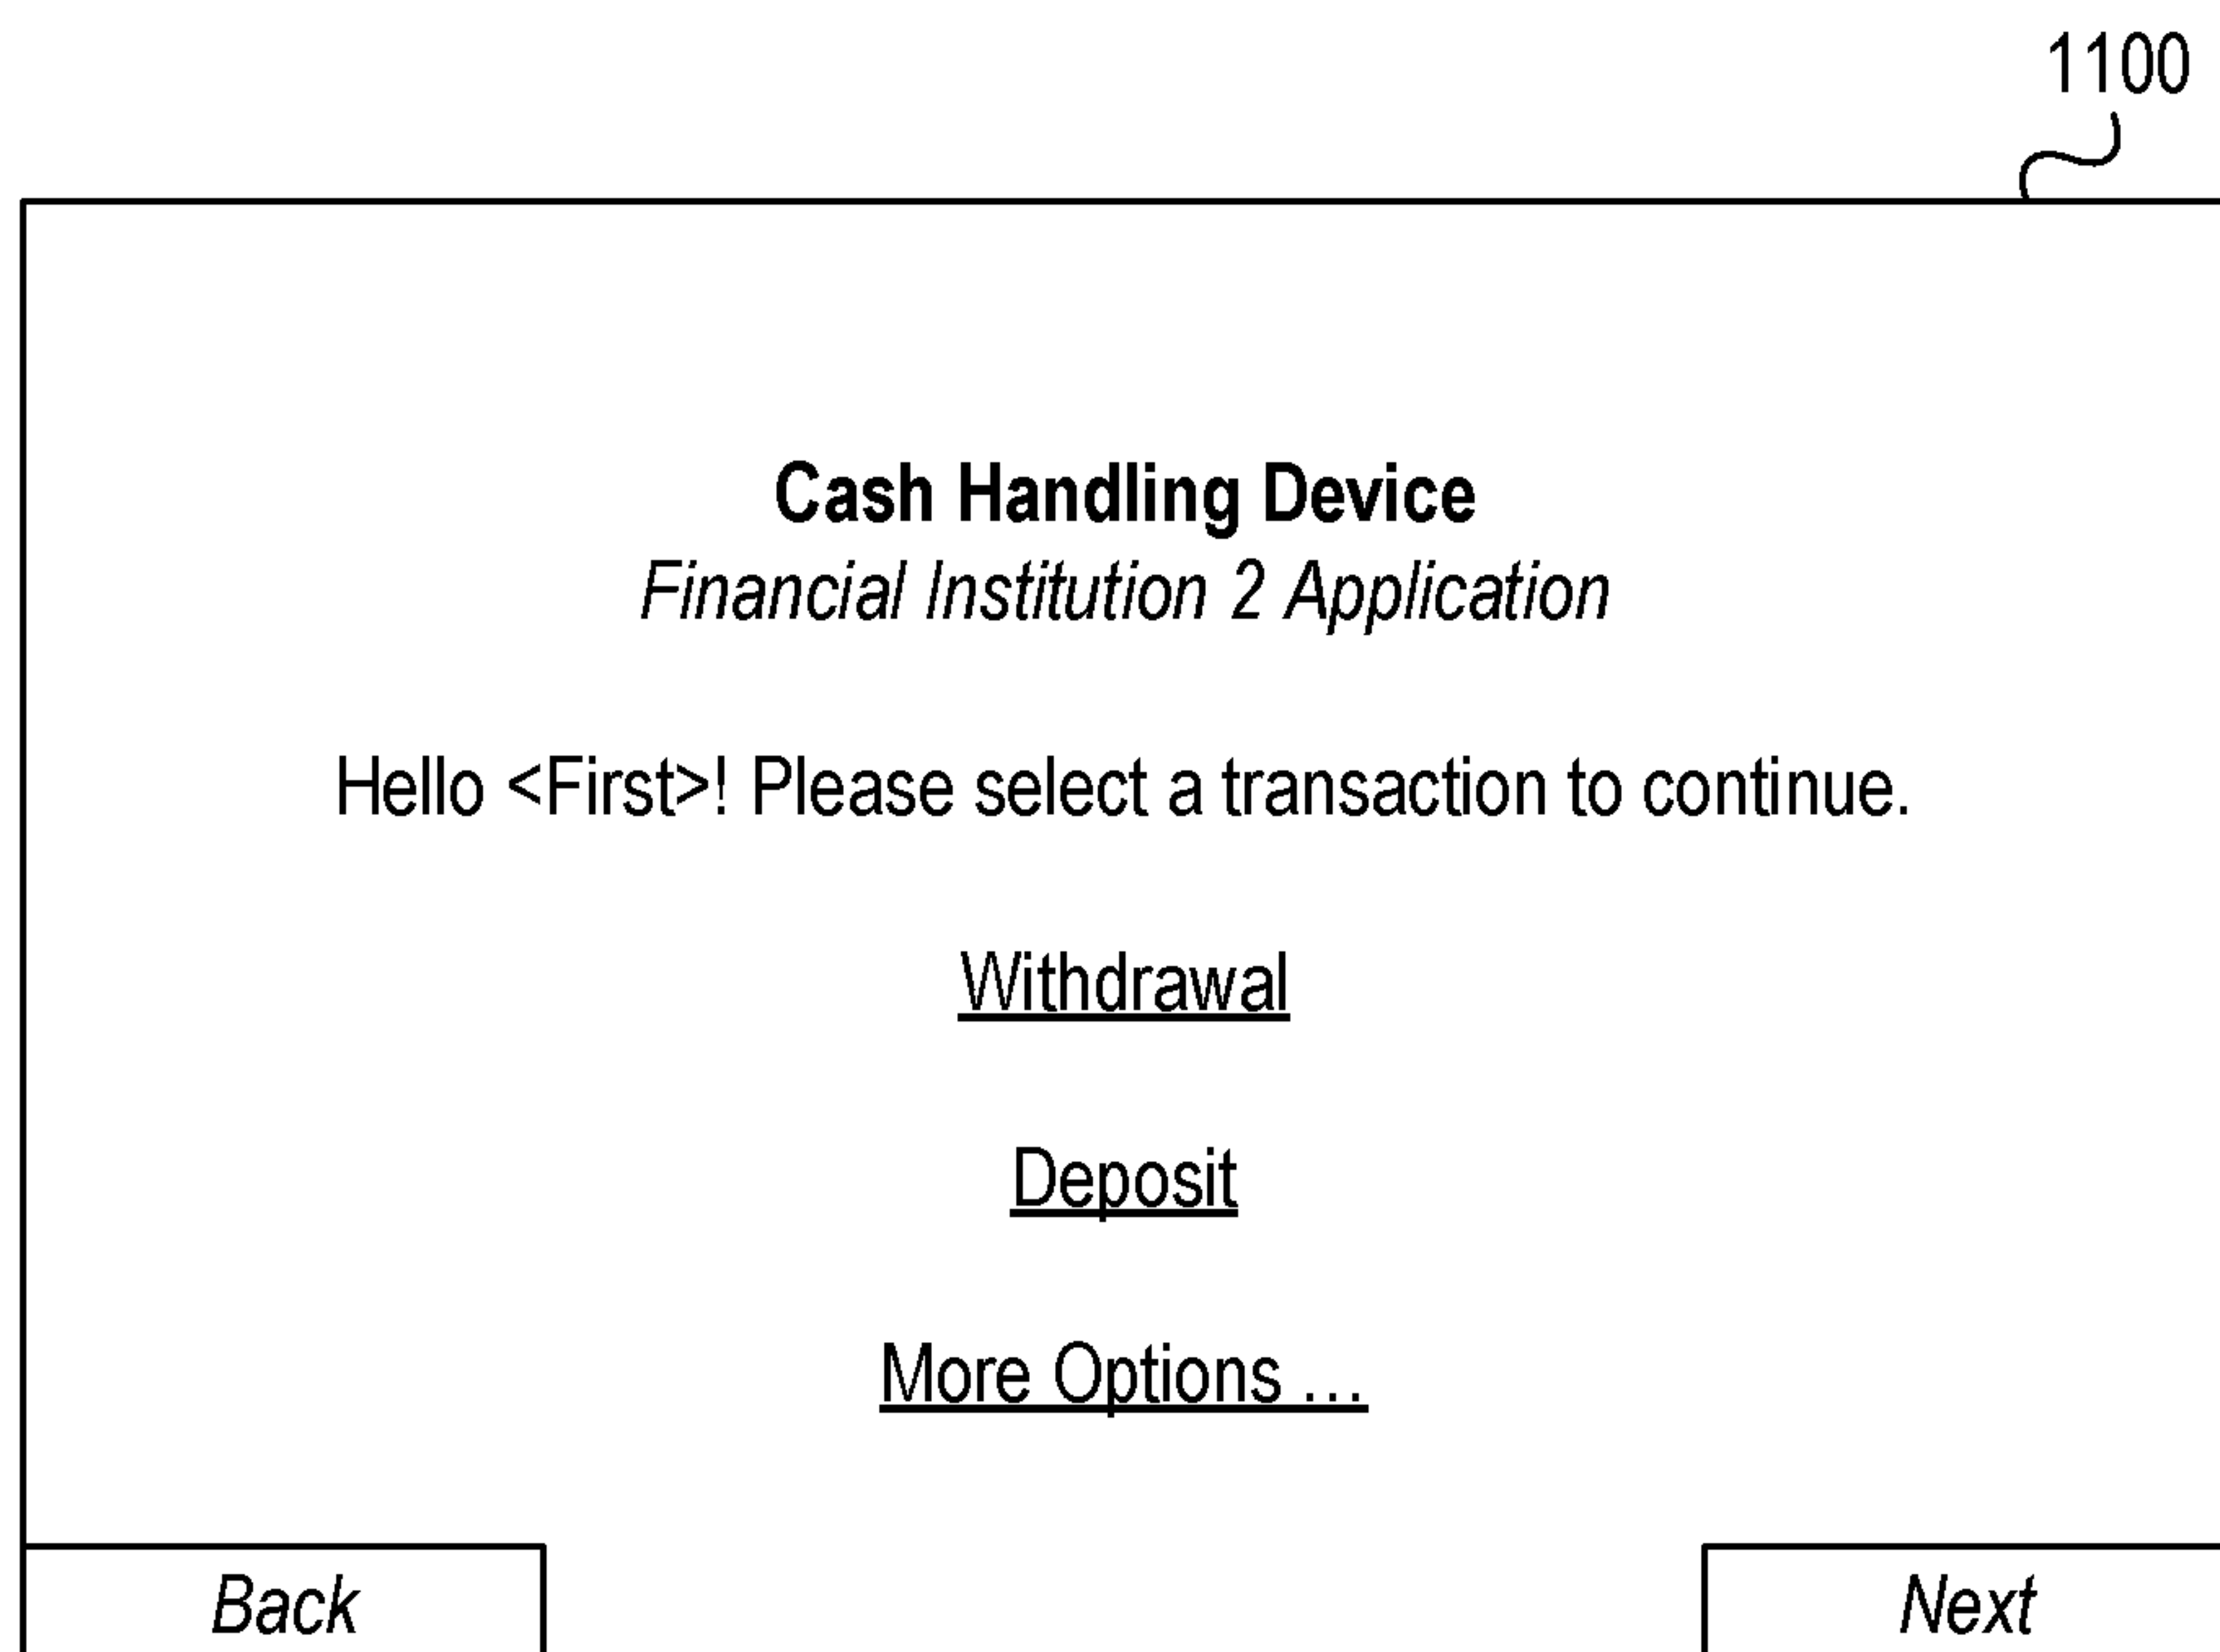 1100
Cash Handling Device
Financial Institution 2 Application
Hello <First>! Please select a transaction to continue.
Withdrawal
Deposit
More Options ...
Back
Next